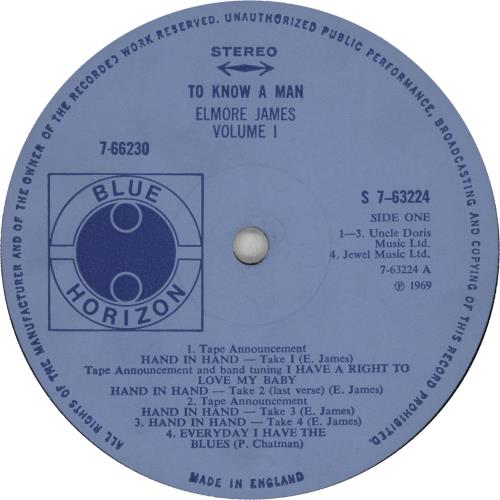 ALL RIGHTS OF THE MANUFACTURER AND OF THE OWNER OF THE RECORDED WORK RESERVED. UNAUTHORIZED PUBLIC PERFORMANCE, BROADCASTING AND COPYING OF THIS RECORD PROHIBITED.
STEREO
TO KNOW A MAN
ELMORE JAMES
VOLUME I
7-66230
BLUE
HORIZON
S 7-63224
SIDE ONE
1—3. Uncle Doris
Music Ltd.
4. Jewel Music Ltd.
7-63224 A
℗ 1969
1. Tape Announcement
HAND IN HAND — Take I (E. James)
Tape Announcement and band tuning I HAVE A RIGHT TO
LOVE MY BABY
HAND IN HAND — Take 2 (last verse) (E. James)
2. Tape Announcement
HAND IN HAND — Take 3 (E. James)
3. HAND IN HAND — Take 4 (E. James)
4. EVERYDAY I HAVE THE
BLUES (P. Chatman)
MADE IN ENGLAND